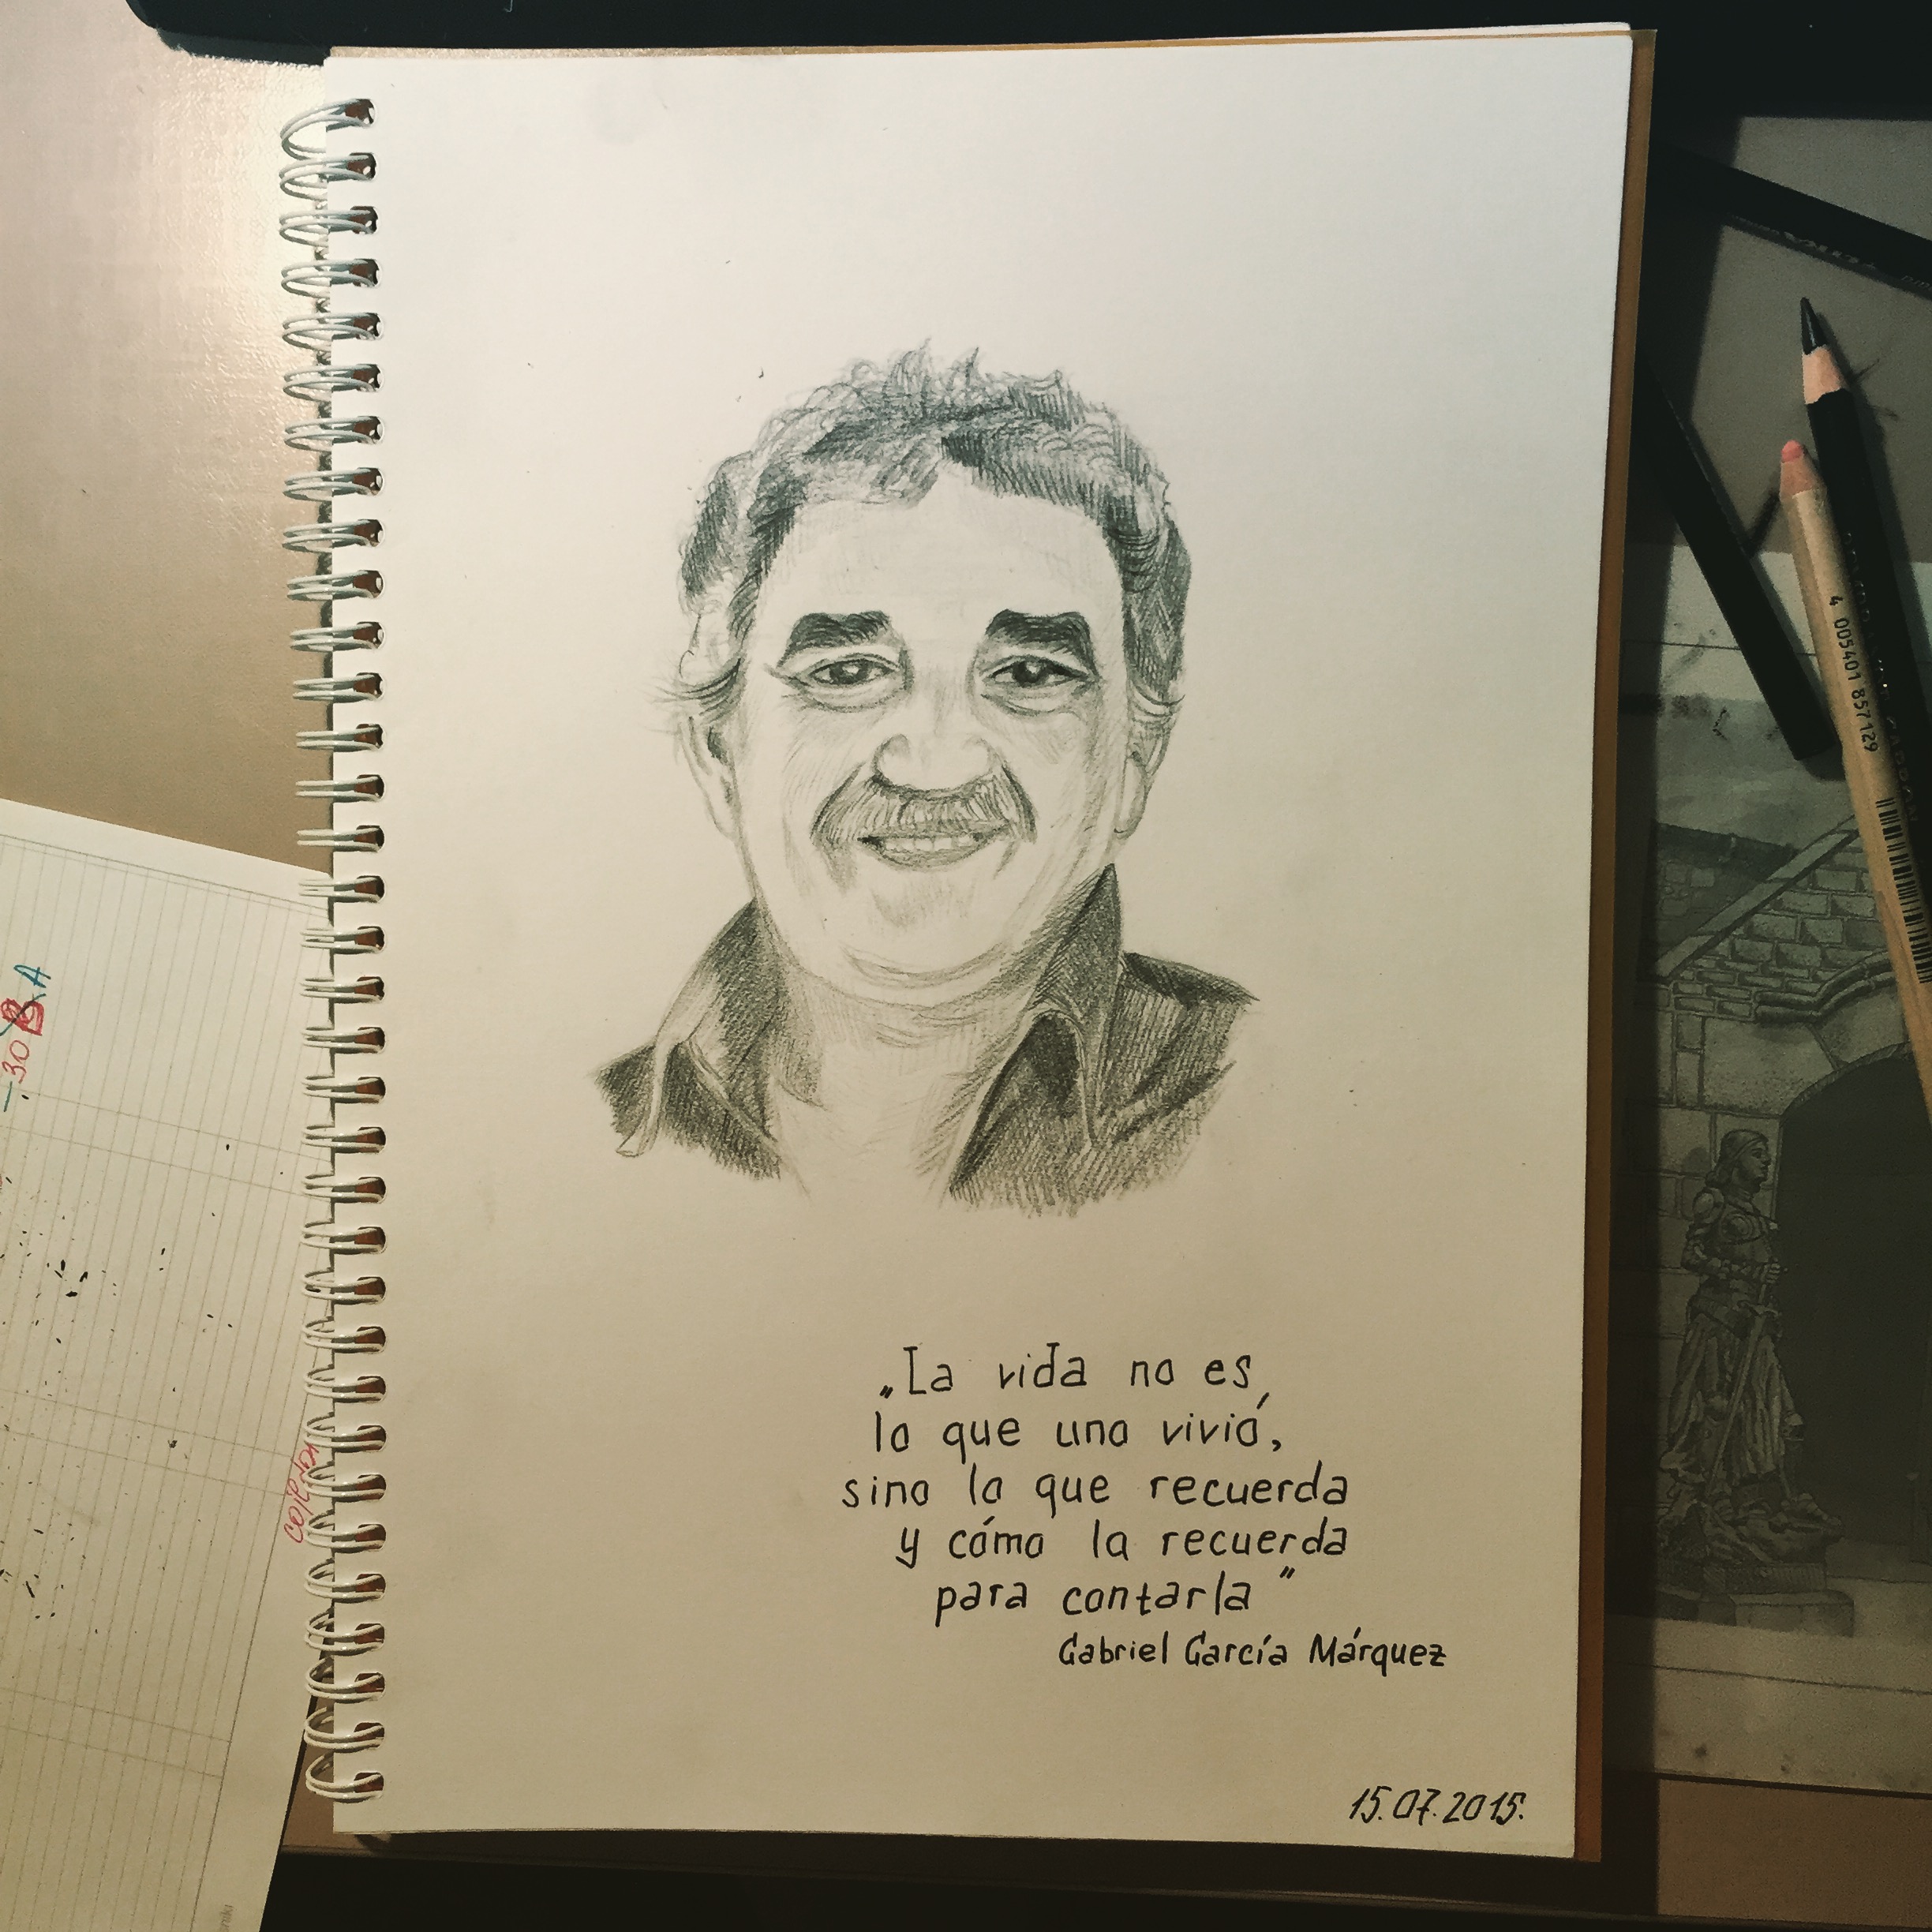 „La vida no es
lo que uno vivió,
sino lo que recuerda
y cómo la recuerda
para contarla”
Gabriel García Márquez
15.07.2015.
4 005401 857129
—30 A